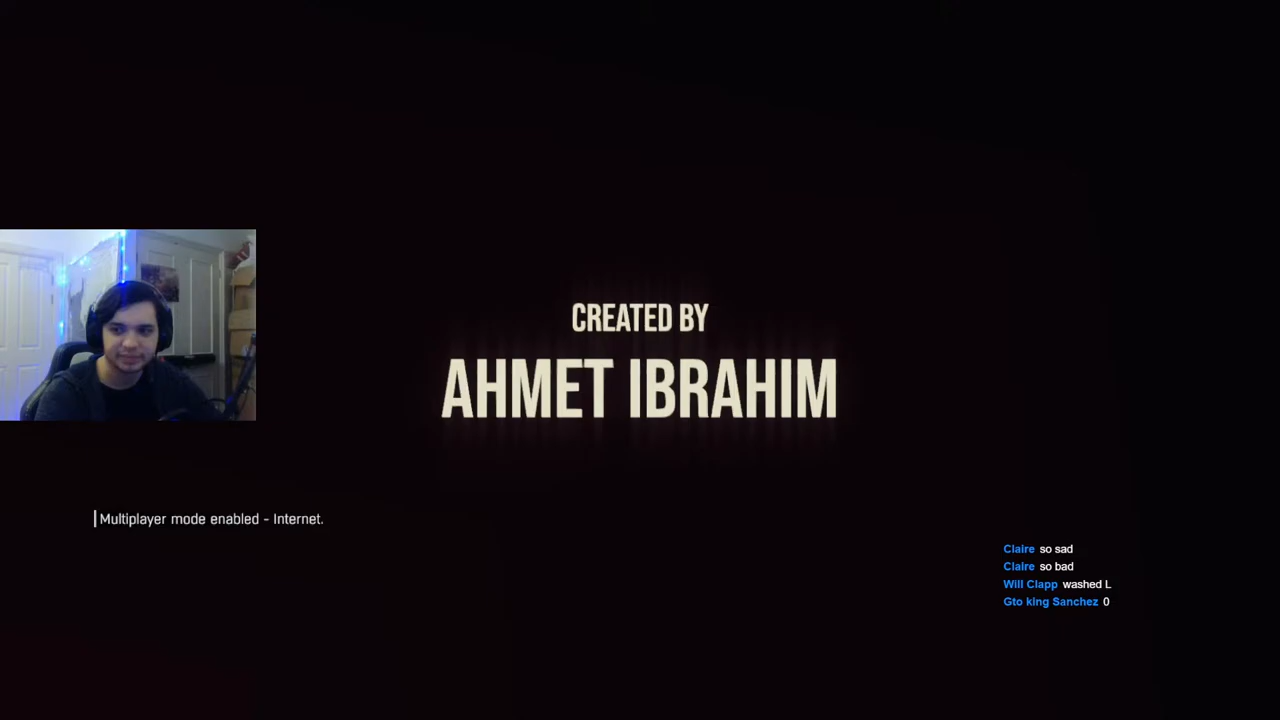 CREATED BY
AHMET IBRAHIM
Multiplayer mode enabled - Internet.
Claire so sad
Claire so bad
Will Clapp washed L
Gto king Sanchez 0